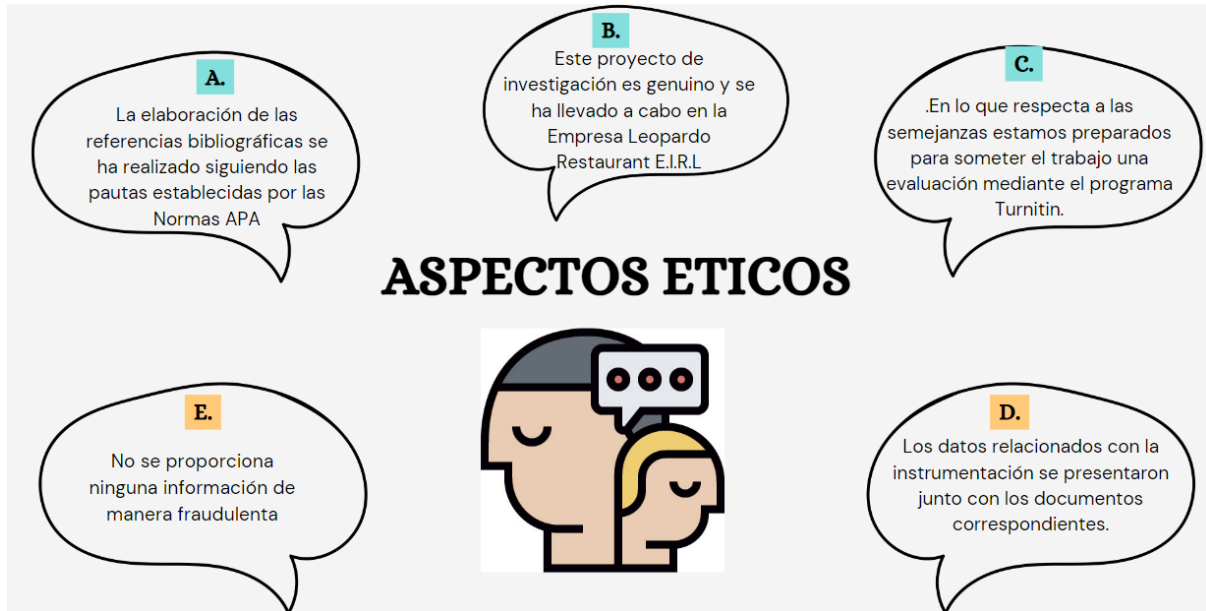 A.
La elaboración de las
referencias bibliográficas se
ha realizado siguiendo las
pautas establecidas por las
Normas APA
B.
Este proyecto de
investigación es genuino y se
ha llevado a cabo en la
Empresa Leopardo
Restaurant E.I.R.L
C.
.En lo que respecta a las
semejanzas estamos preparados
para someter el trabajo una
evaluación mediante el programa
Turnitin.
ASPECTOS ETICOS
E.
No se proporciona
ninguna información de
manera fraudulenta
D.
Los datos relacionados con la
instrumentación se presentaron
junto con los documentos
correspondientes.